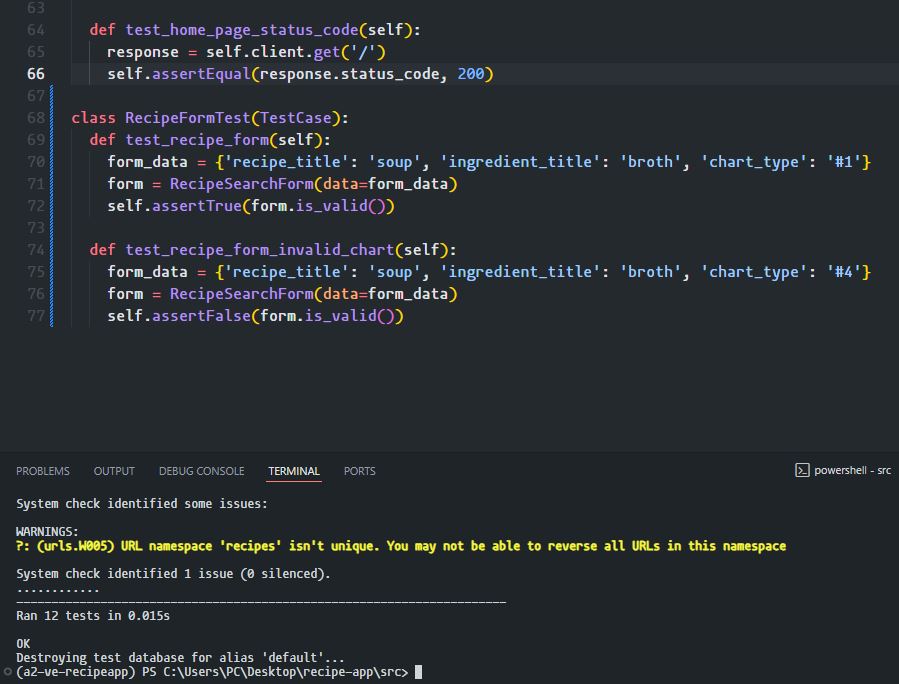 63
64 def test_home_page_status_code(self):
65 response = self.client.get('/')
66 self.assertEqual(response.status_code, 200)
67
68 class RecipeFormTest(TestCase):
69 def test_recipe_form(self):
70 form_data = {'recipe_title': 'soup', 'ingredient_title': 'broth', 'chart_type': '#1'}
71 form = RecipeSearchForm(data=form_data)
72 self.assertTrue(form.is_valid())
73
74 def test_recipe_form_invalid_chart(self):
75 form_data = {'recipe_title': 'soup', 'ingredient_title': 'broth', 'chart_type': '#4'}
76 form = RecipeSearchForm(data=form_data)
77 self.assertFalse(form.is_valid())
PROBLEMS OUTPUT DEBUG CONSOLE TERMINAL PORTS powershell - src
System check identified some issues:
WARNINGS:
?: (urls.W005) URL namespace 'recipes' isn't unique. You may not be able to reverse all URLs in this namespace
System check identified 1 issue (0 silenced).
............
----------------------------------------------------------------------
Ran 12 tests in 0.015s
OK
Destroying test database for alias 'default'...
(a2-ve-recipeapp) PS C:\Users\PC\Desktop\recipe-app\src>